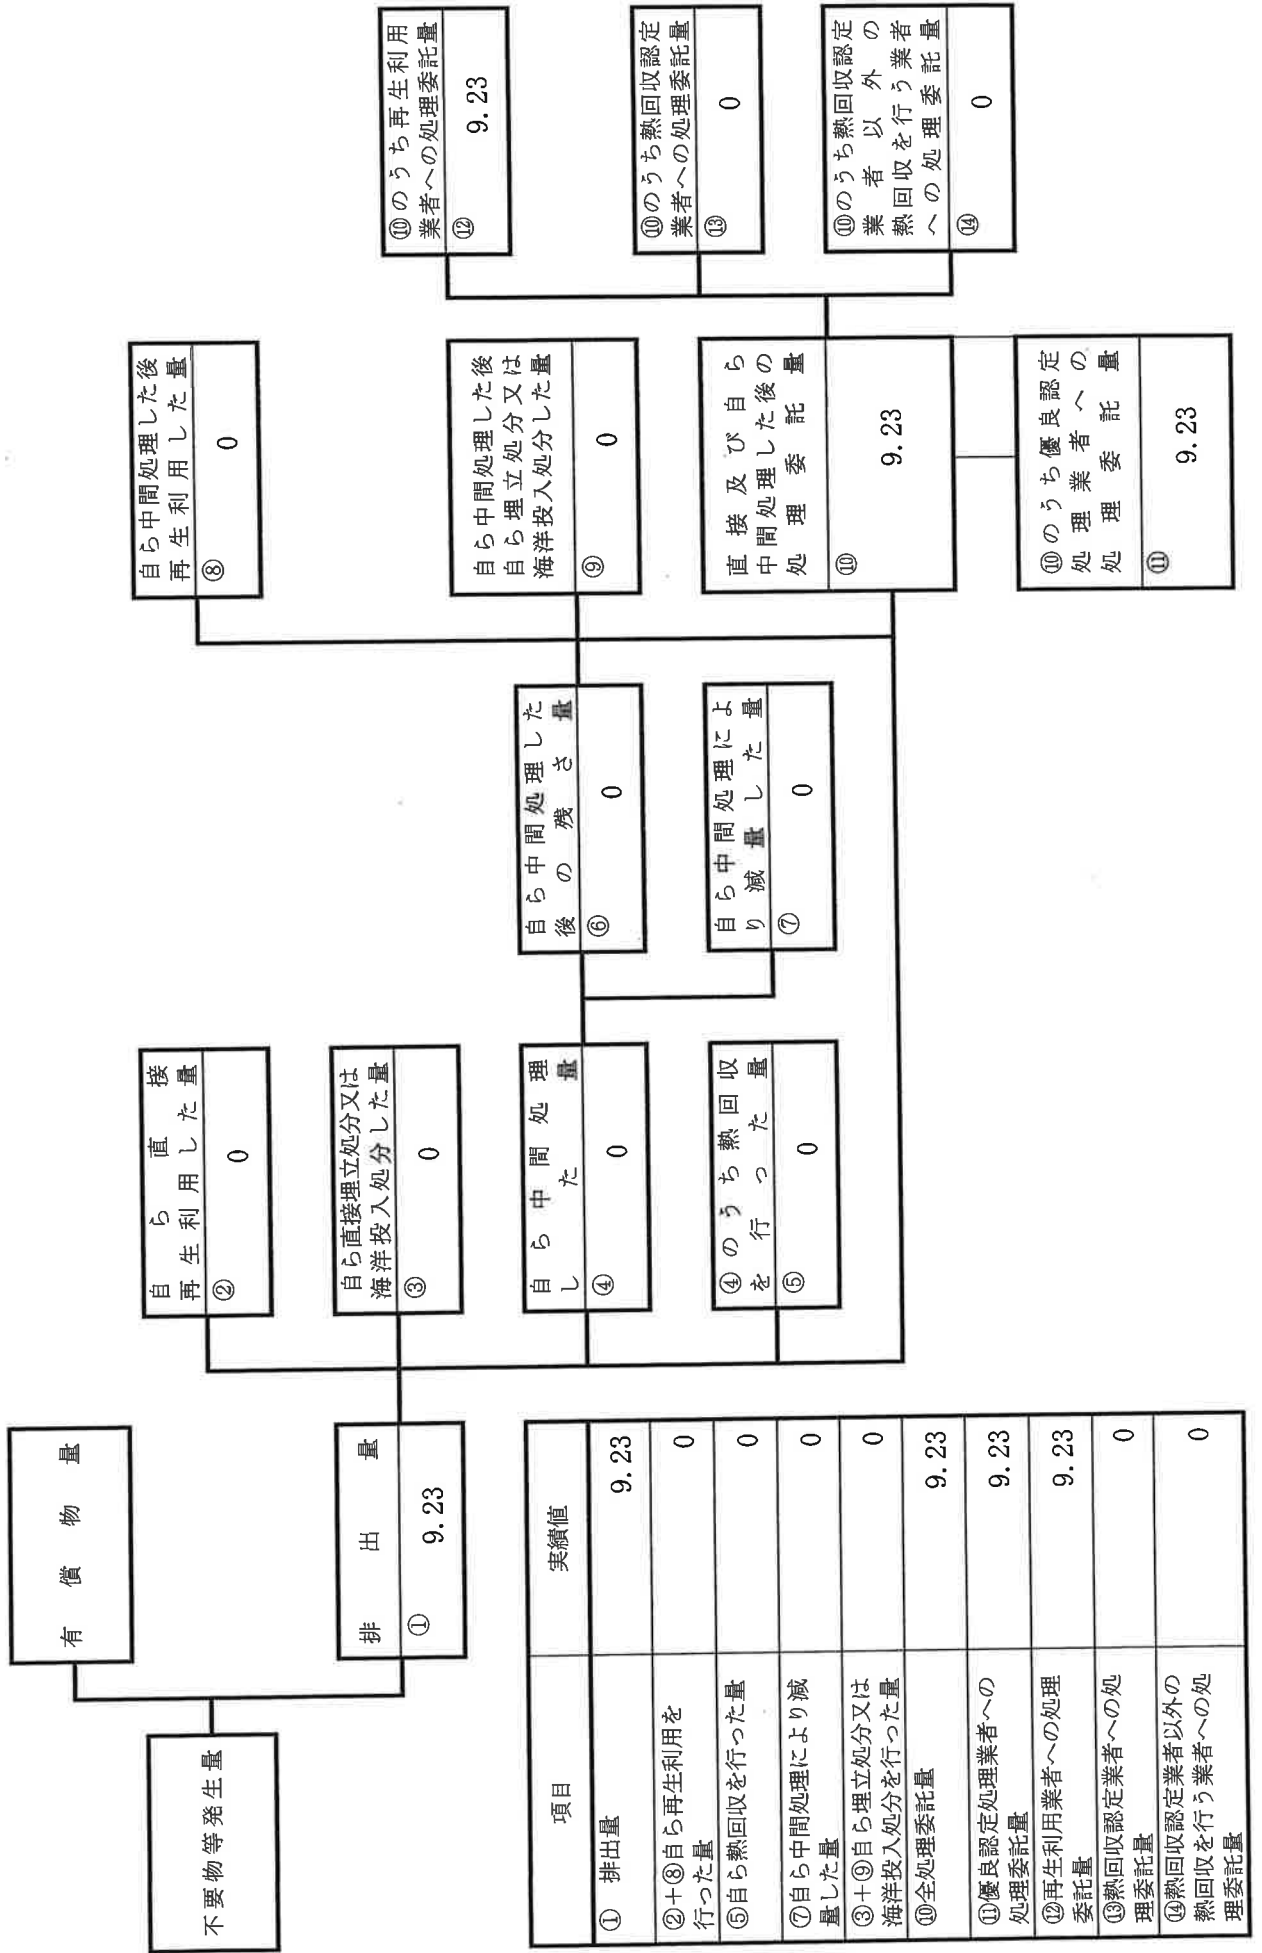 不要物等発生量
有償物量
排出量
① 9.23
自ら直接
再生利用した量
② 0
自ら直接埋立処分又は
海洋投入処分した量
③ 0
自ら中間処理
した量
④ 0
④のうち熱回収
を行った量
⑤ 0
自ら中間処理した
後の残さ量
⑥ 0
自ら中間処理によ
り減量した量
⑦ 0
自ら中間処理した後
再生利用した量
⑧ 0
自ら中間処理した後
自ら埋立処分又は
海洋投入処分した量
⑨ 0
直接及び自ら
中間処理した後の
処理委託量
⑩ 9.23
⑩のうち優良認定
処理業者への
処理委託量
⑪ 9.23
⑩のうち再生利用
業者への処理委託量
⑫ 9.23
⑩のうち熱回収認定
業者への処理委託量
⑬ 0
⑩のうち熱回収認定
業者以外の
熱回収を行う業者
への処理委託量
⑭ 0
項目 実績値
① 排出量 9.23
②+⑧自ら再生利用を
行った量 0
⑤自ら熱回収を行った量 0
⑦自ら中間処理により減
量した量 0
③+⑨自ら埋立処分又は
海洋投入処分を行った量 0
⑩全処理委託量 9.23
⑪優良認定処理業者への
処理委託量 9.23
⑫再生利用業者への処理
委託量 9.23
⑬熱回収認定業者への処
理委託量 0
⑭熱回収認定業者以外の
熱回収を行う業者への処
理委託量 0